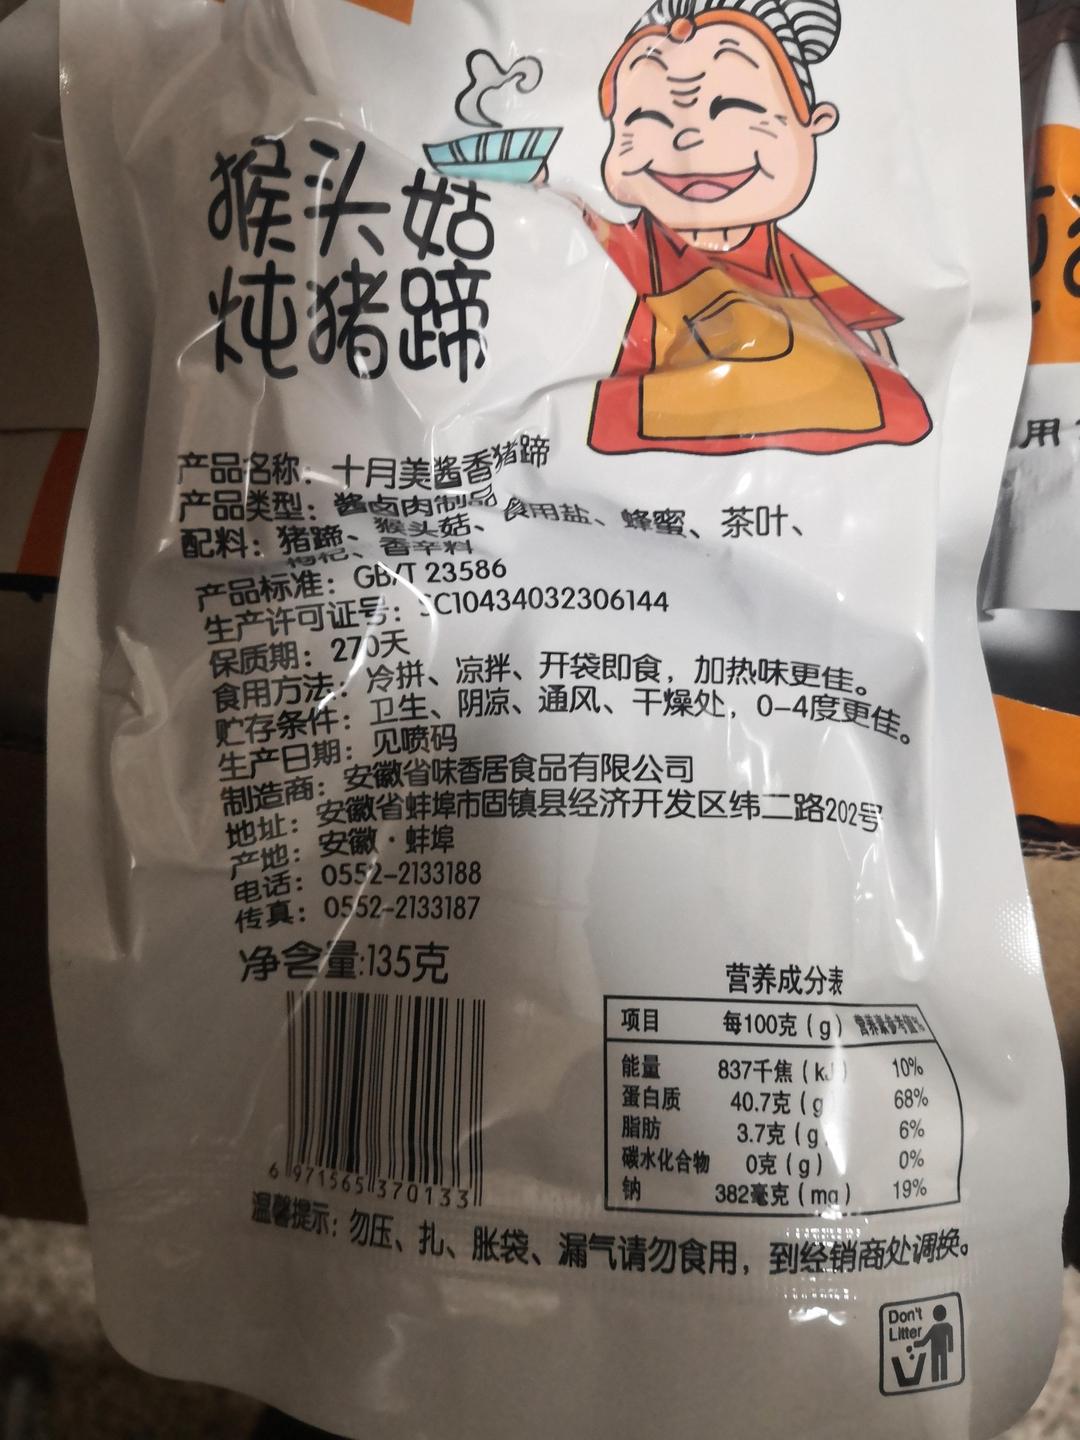 猴头姑
炖猪蹄
产品名称：十月美酱香猪蹄
产品类型：酱卤肉制品
配料：猪蹄、猴头菇、食用盐、蜂蜜、茶叶、
枸杞、香辛料
产品标准：GB/T 23586
生产许可证号：SC10434032306144
保质期：270天
食用方法：冷拼、凉拌、开袋即食，加热味更佳。
贮存条件：卫生、阴凉、通风、干燥处，0-4度更佳。
生产日期：见喷码
制造商：安徽省味香居食品有限公司
地址：安徽省蚌埠市固镇县经济开发区纬二路202号
产地：安徽·蚌埠
电话：0552-2133188
传真：0552-2133187
净含量:135克
营养成分表
项目 每100克(g) 营养素参考值%
能量 837千焦(kJ) 10%
蛋白质 40.7克(g) 68%
脂肪 3.7克(g) 6%
碳水化合物 0克(g) 0%
钠 382毫克(mg) 19%
6 971565 370133
温馨提示：勿压、扎、胀袋、漏气请勿食用，到经销商处调换。
Don't
Litter
用